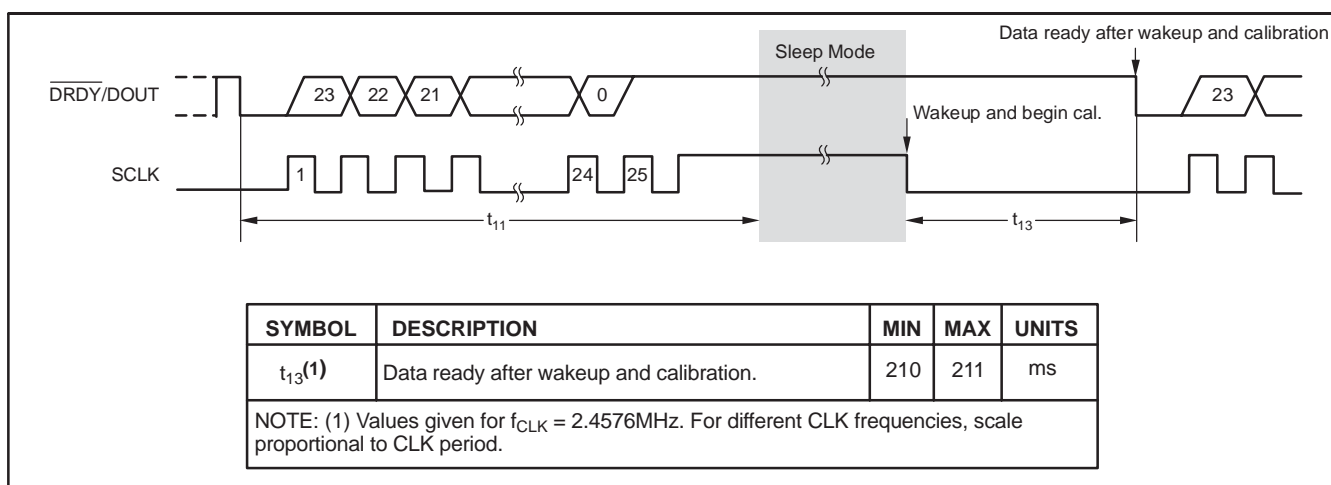 Data ready after wakeup and calibration
Sleep Mode
DRDY/DOUT
23
22
21
0
23
Wakeup and begin cal.
SCLK
1
24
25
t11
t13
SYMBOL DESCRIPTION MIN MAX UNITS
t13(1) Data ready after wakeup and calibration. 210 211 ms
NOTE: (1) Values given for fCLK = 2.4576MHz. For different CLK frequencies, scale
proportional to CLK period.